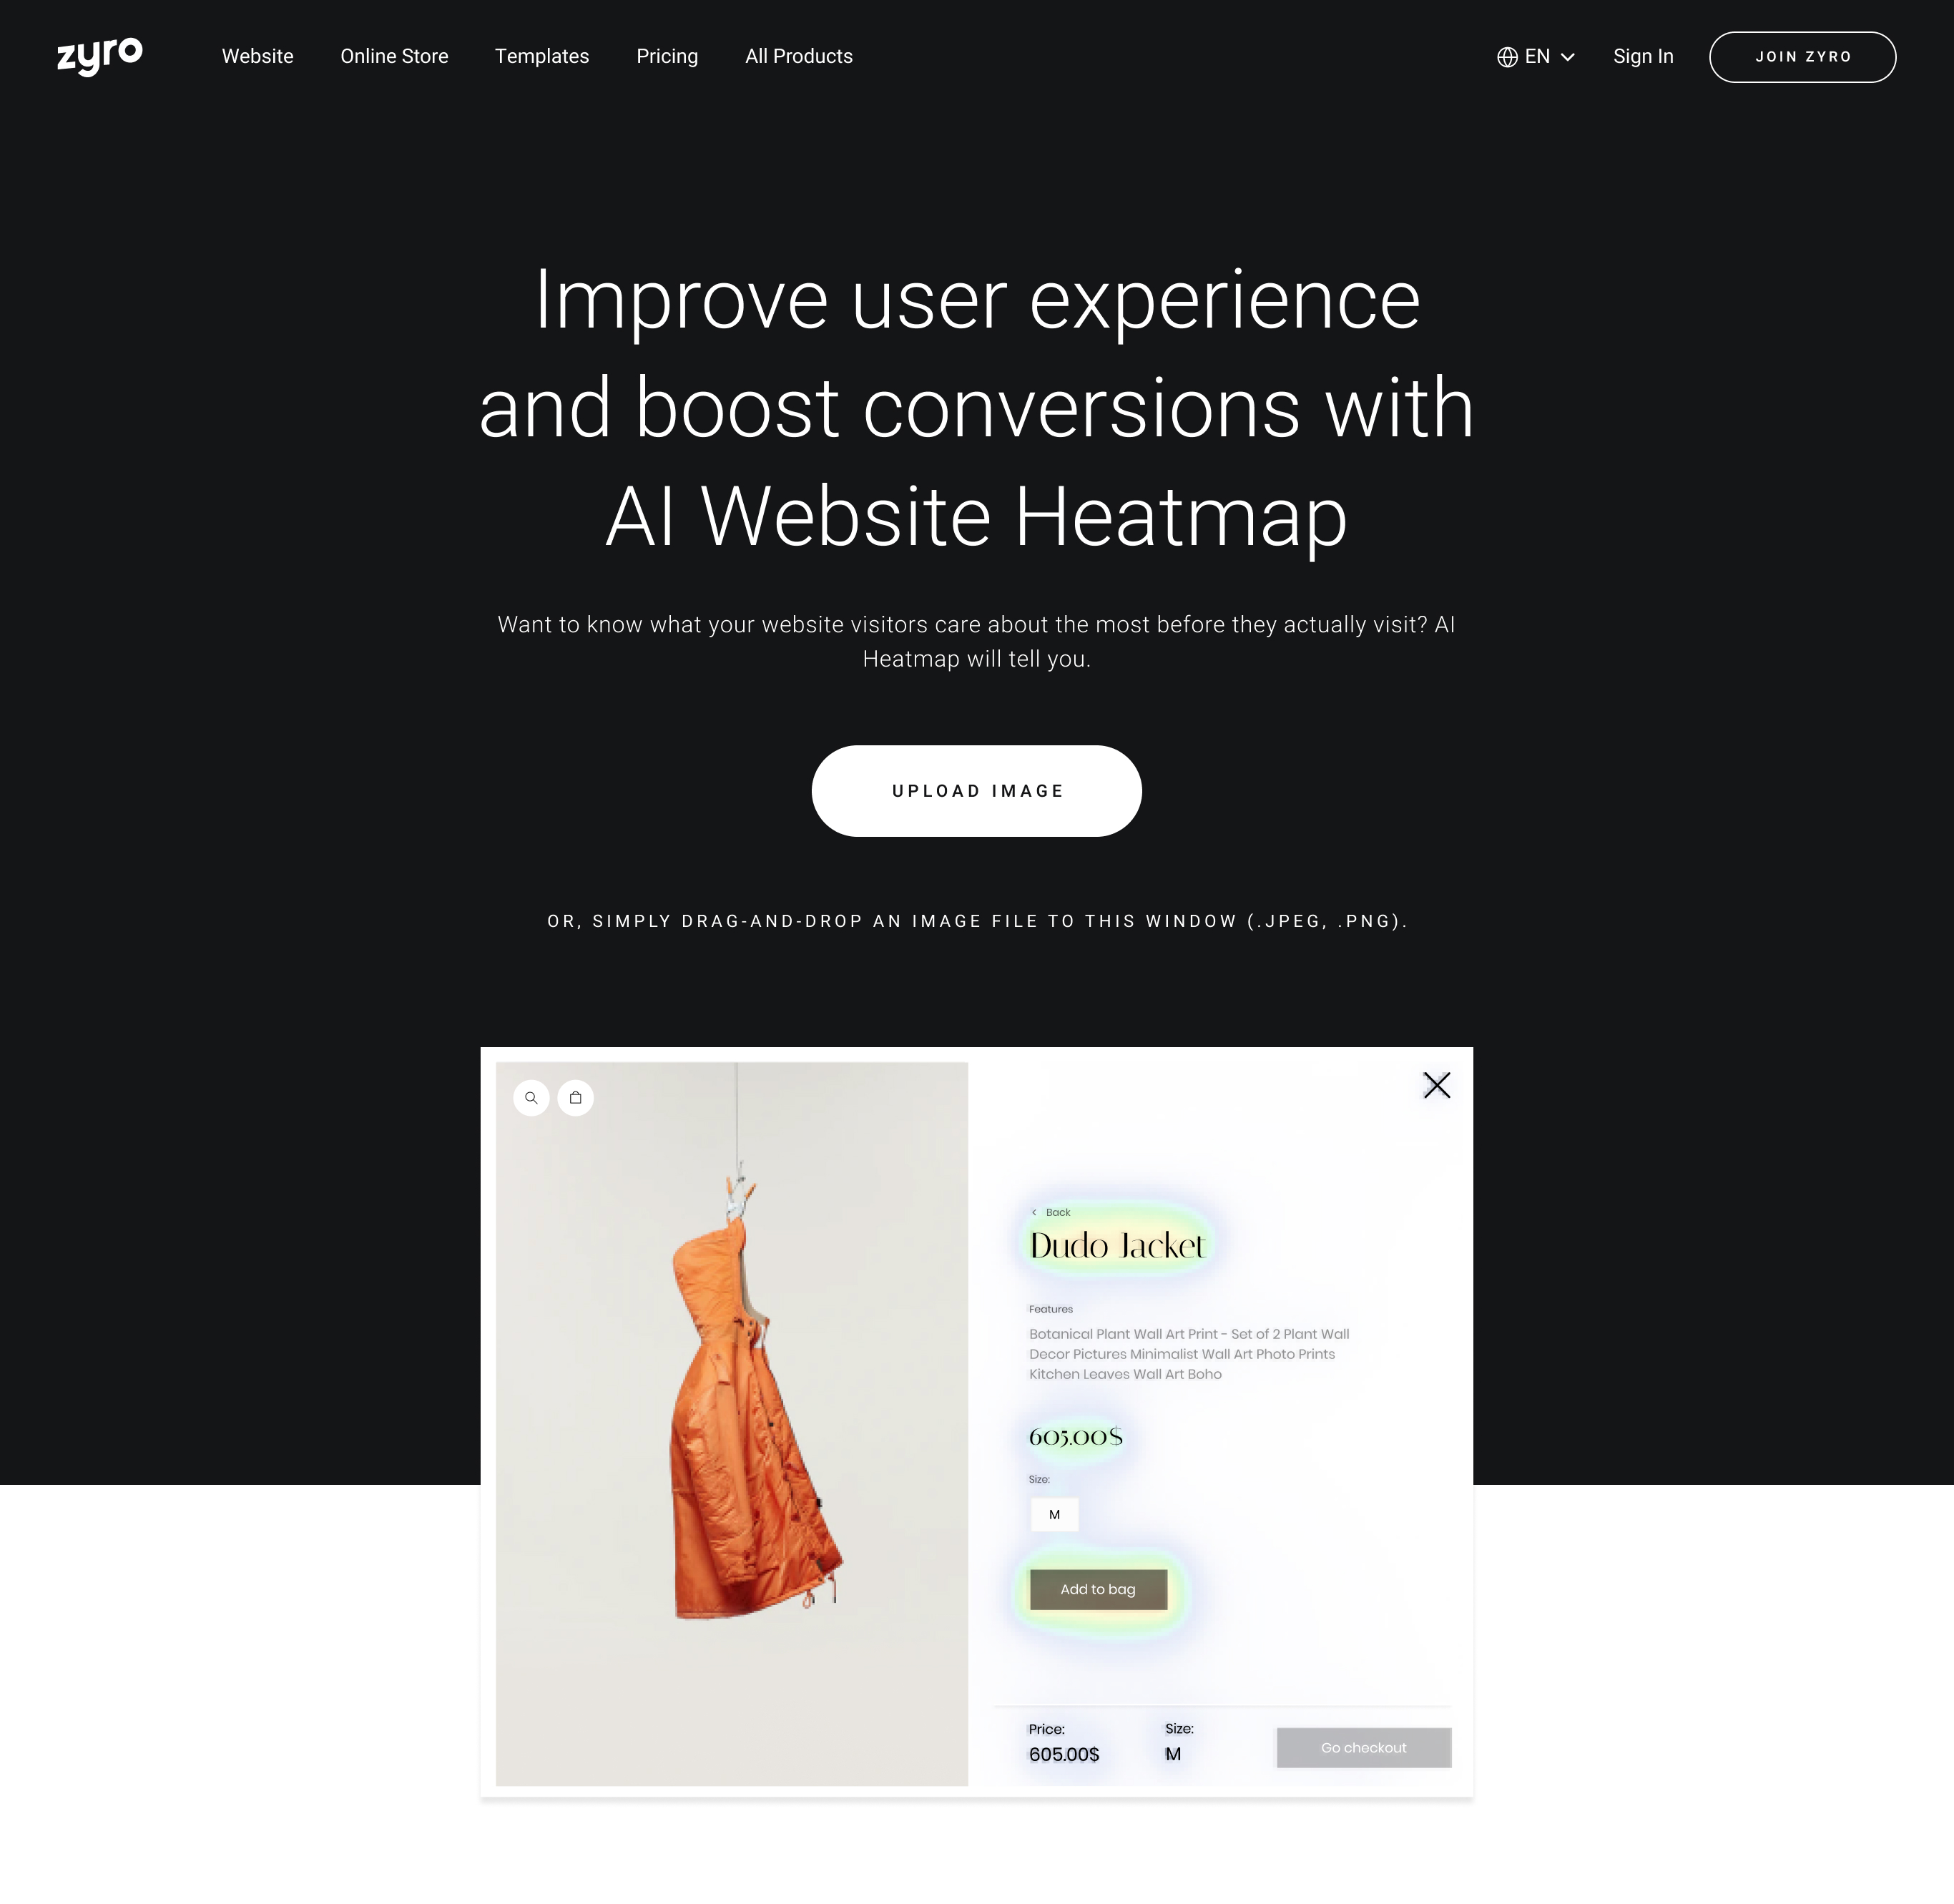 zyro
Website
Online Store
Templates
Pricing
All Products
EN
Sign In
JOIN ZYRO
Improve user experience
and boost conversions with
AI Website Heatmap
Want to know what your website visitors care about the most before they actually visit? AI
Heatmap will tell you.
UPLOAD IMAGE
OR, SIMPLY DRAG-AND-DROP AN IMAGE FILE TO THIS WINDOW (.JPEG, .PNG).
Back
Dudo Jacket
Features
Botanical Plant Wall Art Print - Set of 2 Plant Wall
Decor Pictures Minimalist Wall Art Photo Prints
Kitchen Leaves Wall Art Boho
605.00$
Size:
M
Add to bag
Price:
605.00$
Size:
M
Go checkout